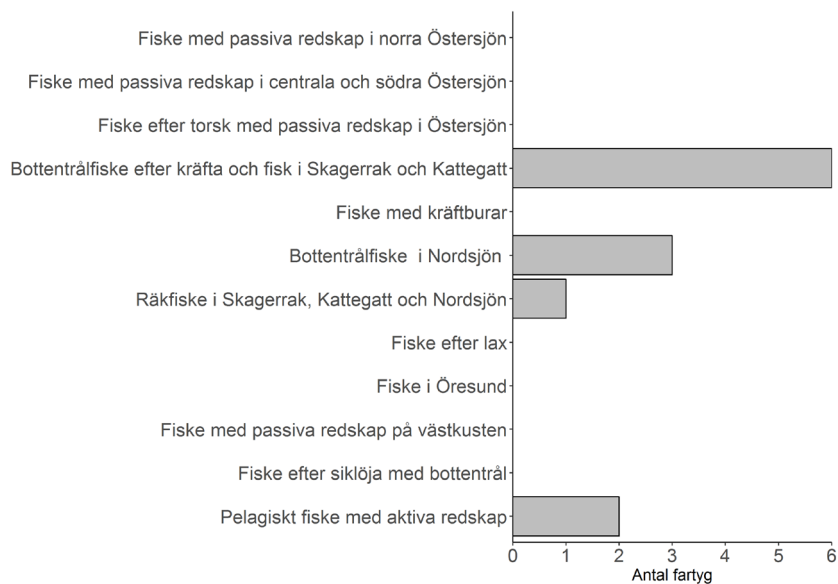 Fiske med passiva redskap i norra Östersjön
Fiske med passiva redskap i centrala och södra Östersjön
Fiske efter torsk med passiva redskap i Östersjön
Bottentrålfiske efter kräfta och fisk i Skagerrak och Kattegatt
Fiske med kräftburar
Bottentrålfiske i Nordsjön
Räkfiske i Skagerrak, Kattegatt och Nordsjön
Fiske efter lax
Fiske i Öresund
Fiske med passiva redskap på västkusten
Fiske efter siklöja med bottentrål
Pelagiskt fiske med aktiva redskap
0 1 2 3 4 5 6
Antal fartyg